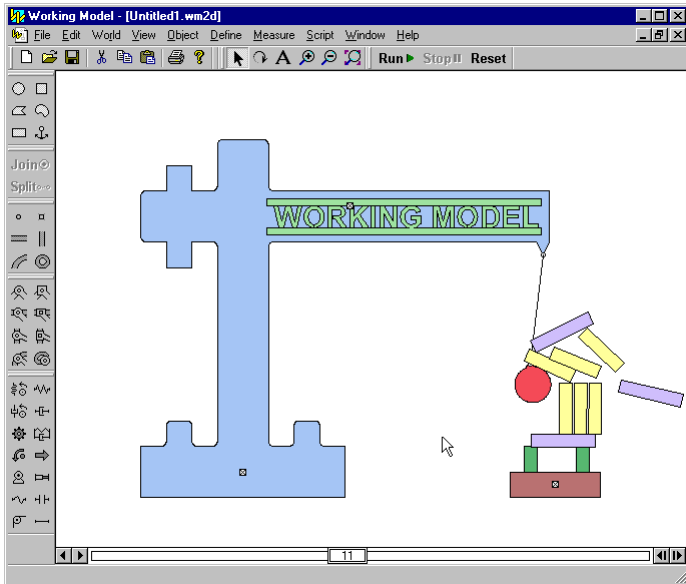 Working Model - [Untitled1.wm2d]
File Edit World View Object Define Measure Script Window Help
A Run Stop Reset
Join
Split
WORKING MODEL
11